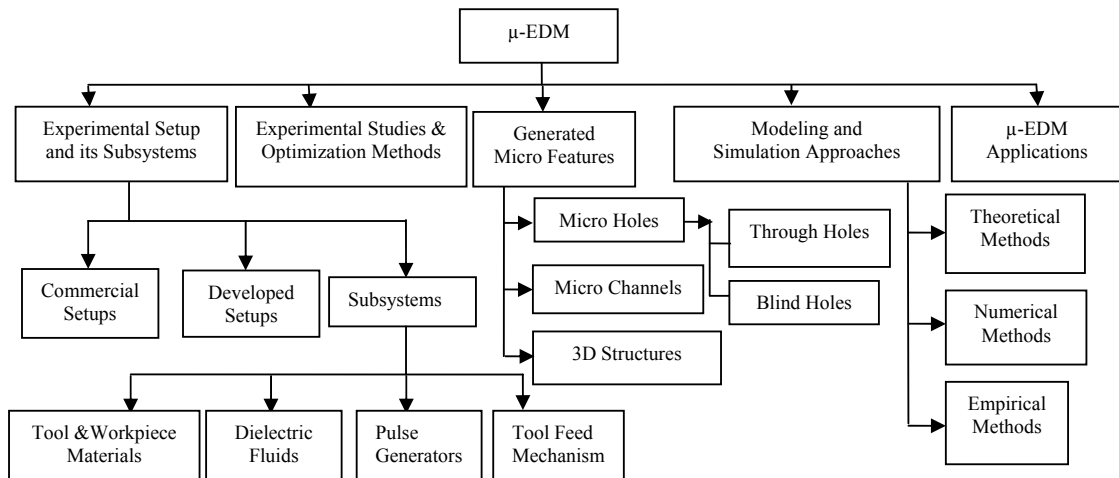 µ-EDM
Experimental Setup
and its Subsystems
Experimental Studies &
Optimization Methods
Generated
Micro Features
Modeling and
Simulation Approaches
µ-EDM
Applications
Commercial
Setups
Developed
Setups
Subsystems
Micro Holes
Through Holes
Blind Holes
Micro Channels
3D Structures
Theoretical
Methods
Numerical
Methods
Empirical
Methods
Tool &Workpiece
Materials
Dielectric
Fluids
Pulse
Generators
Tool Feed
Mechanism